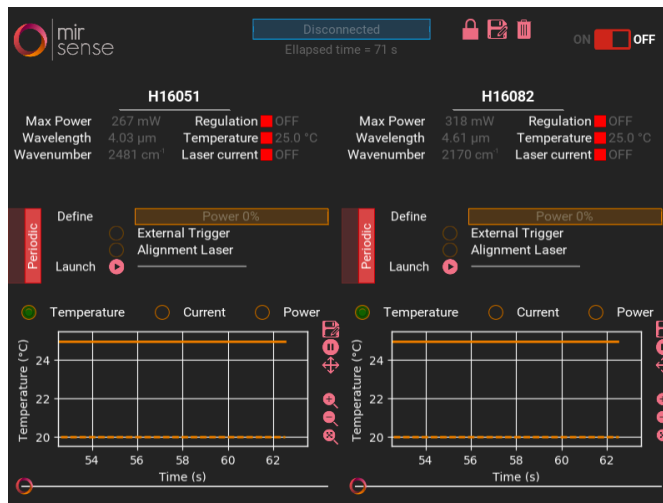 mir
sense
Disconnected
Ellapsed time = 71 s
ON OFF
H16051
Max Power 267 mW Regulation OFF
Wavelength 4.03 µm Temperature 25.0 °C
Wavenumber 2481 cm⁻¹ Laser current OFF
H16082
Max Power 318 mW Regulation OFF
Wavelength 4.61 µm Temperature 25.0 °C
Wavenumber 2170 cm⁻¹ Laser current OFF
Periodic
Define Power 0%
External Trigger
Alignment Laser
Launch
Periodic
Define Power 0%
External Trigger
Alignment Laser
Launch
Temperature Current Power
Temperature (°C)
24
22
20
54 56 58 60 62
Time (s)
Temperature Current Power
Temperature (°C)
24
22
20
54 56 58 60 62
Time (s)